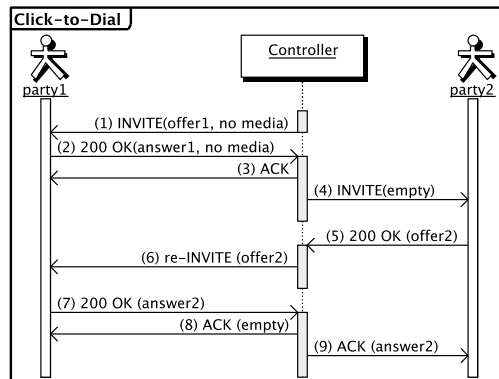 Click-to-Dial
Controller
party1
party2
(1) INVITE(offer1, no media)
(2) 200 OK(answer1, no media)
(3) ACK
(4) INVITE(empty)
(5) 200 OK (offer2)
(6) re-INVITE (offer2)
(7) 200 OK (answer2)
(8) ACK (empty)
(9) ACK (answer2)